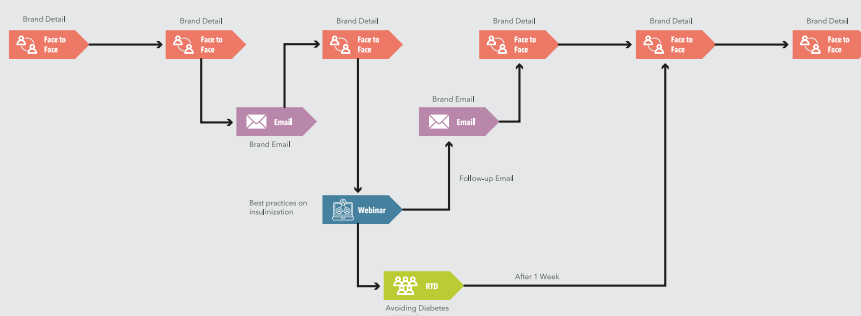 Brand Detail
Face to
Face
Brand Detail
Face to
Face
Brand Detail
Face to
Face
Brand Detail
Face to
Face
Brand Detail
Face to
Face
Brand Detail
Face to
Face
Email
Brand Email
Brand Email
Email
Follow-up Email
Best practices on
insulinization
Webinar
After 1 Week
RTD
Avoiding Diabetes